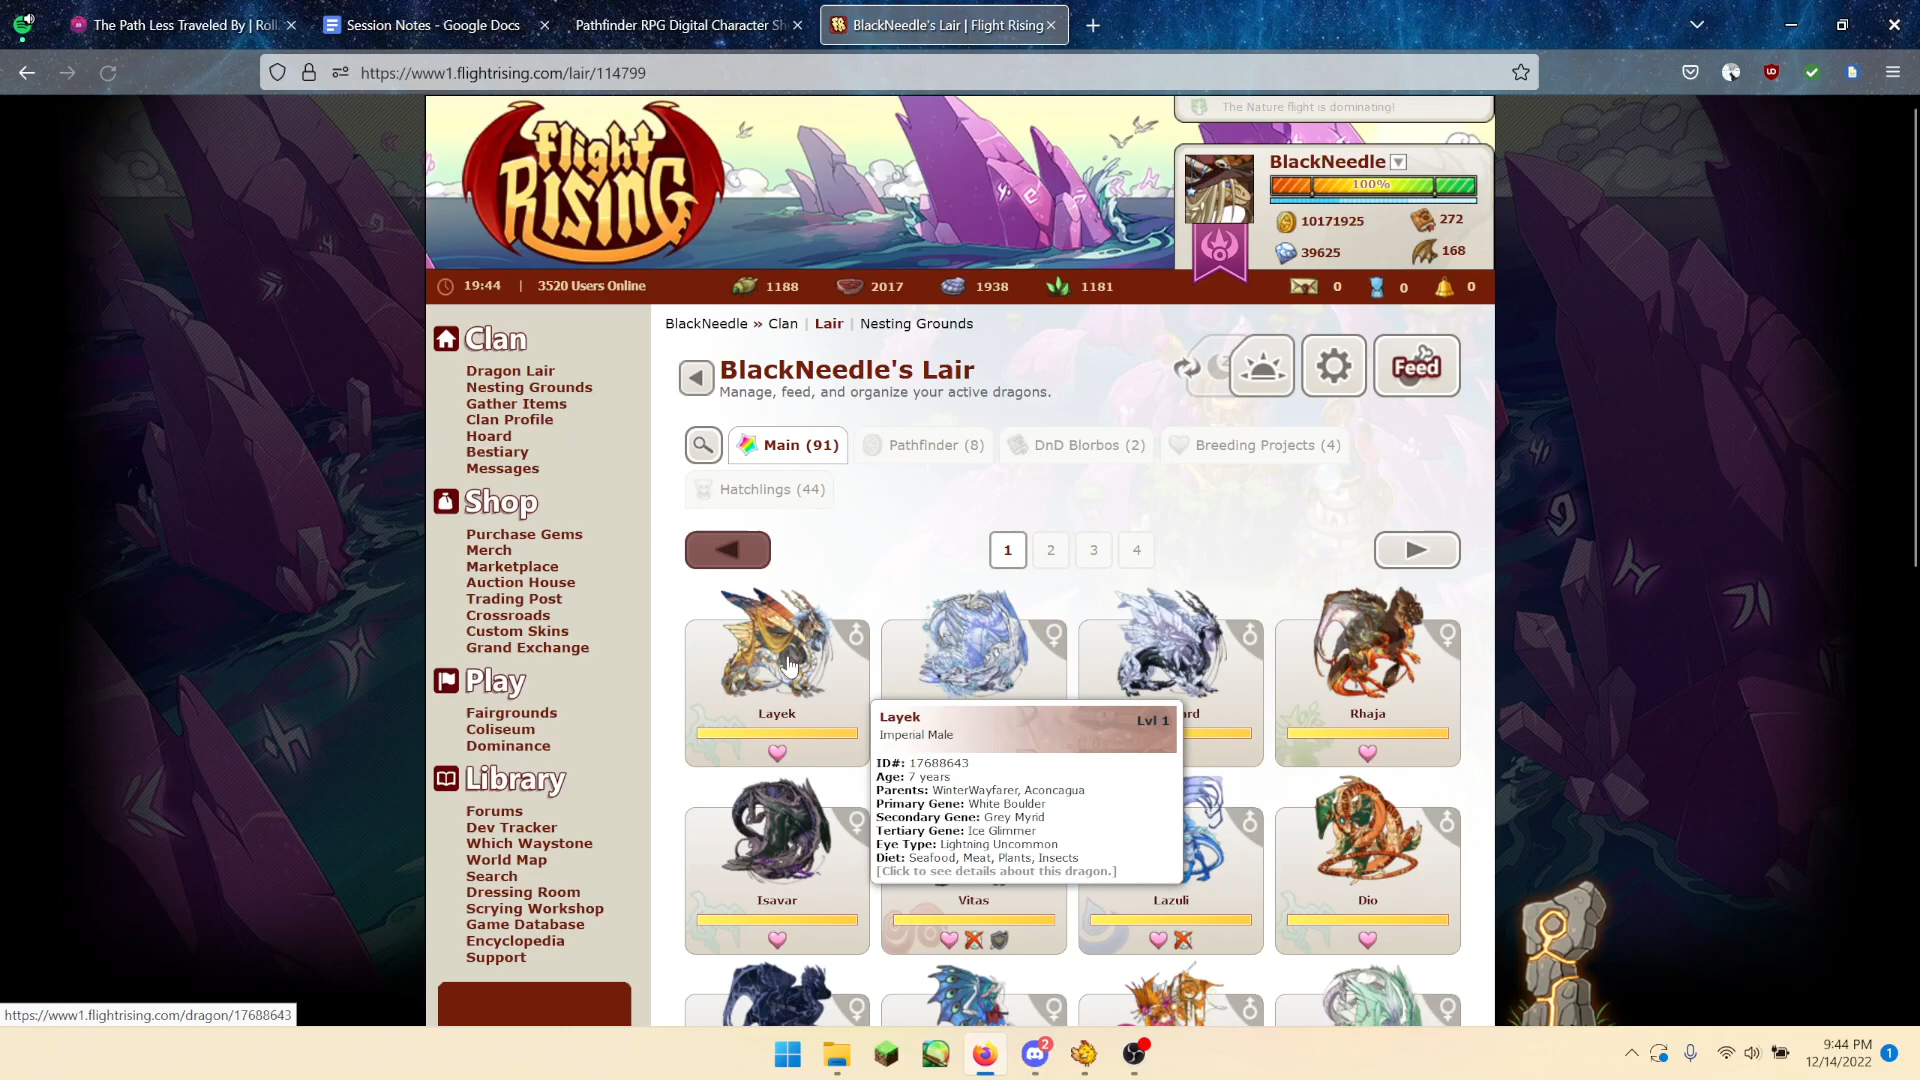 The Path Less Traveled By | Roll
Session Notes - Google Docs
Pathfinder RPG Digital Character Sh
BlackNeedle's Lair | Flight Rising
https://www1.flightrising.com/lair/114799
Flight
RISING
The Nature flight is dominating!
BlackNeedle
100%
10171925
272
39625
168
19:44 | 3520 Users Online
1188
2017
1938
1181
0
0
0
Clan
Dragon Lair
Nesting Grounds
Gather Items
Clan Profile
Hoard
Bestiary
Messages
Shop
Purchase Gems
Merch
Marketplace
Auction House
Trading Post
Crossroads
Custom Skins
Grand Exchange
Play
Fairgrounds
Coliseum
Dominance
Library
Forums
Dev Tracker
Which Waystone
World Map
Search
Dressing Room
Scrying Workshop
Game Database
Encyclopedia
Support
BlackNeedle » Clan | Lair | Nesting Grounds
BlackNeedle's Lair
Manage, feed, and organize your active dragons.
Feed
Main (91)
Pathfinder (8)
DnD Blorbos (2)
Breeding Projects (4)
Hatchlings (44)
1
2
3
4
Layek
rd
Rhaja
Layek
Lvl 1
Imperial Male
ID#: 17688643
Age: 7 years
Parents: WinterWayfarer, Aconcagua
Primary Gene: White Boulder
Secondary Gene: Grey Myrid
Tertiary Gene: Ice Glimmer
Eye Type: Lightning Uncommon
Diet: Seafood, Meat, Plants, Insects
[Click to see details about this dragon.]
Isavar
Vitas
Lazuli
Dio
https://www1.flightrising.com/dragon/17688643
2
9:44 PM
12/14/2022
1